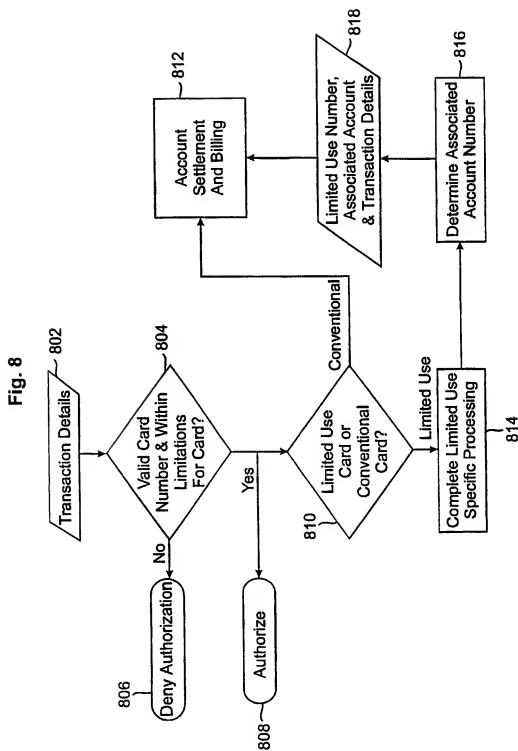 Fig. 8
802
Transaction Details
804
Valid Card
Number & Within
Limitations
For Card?
No
Deny Authorization
806
Yes
Authorize
808
810
Limited Use
Card or
Conventional
Card?
Conventional
Limited Use
812
Account
Settlement
And Billing
Complete Limited Use
Specific Processing
814
Determine Associated
Account Number
816
Limited Use Number,
Associated Account
& Transaction Details
818